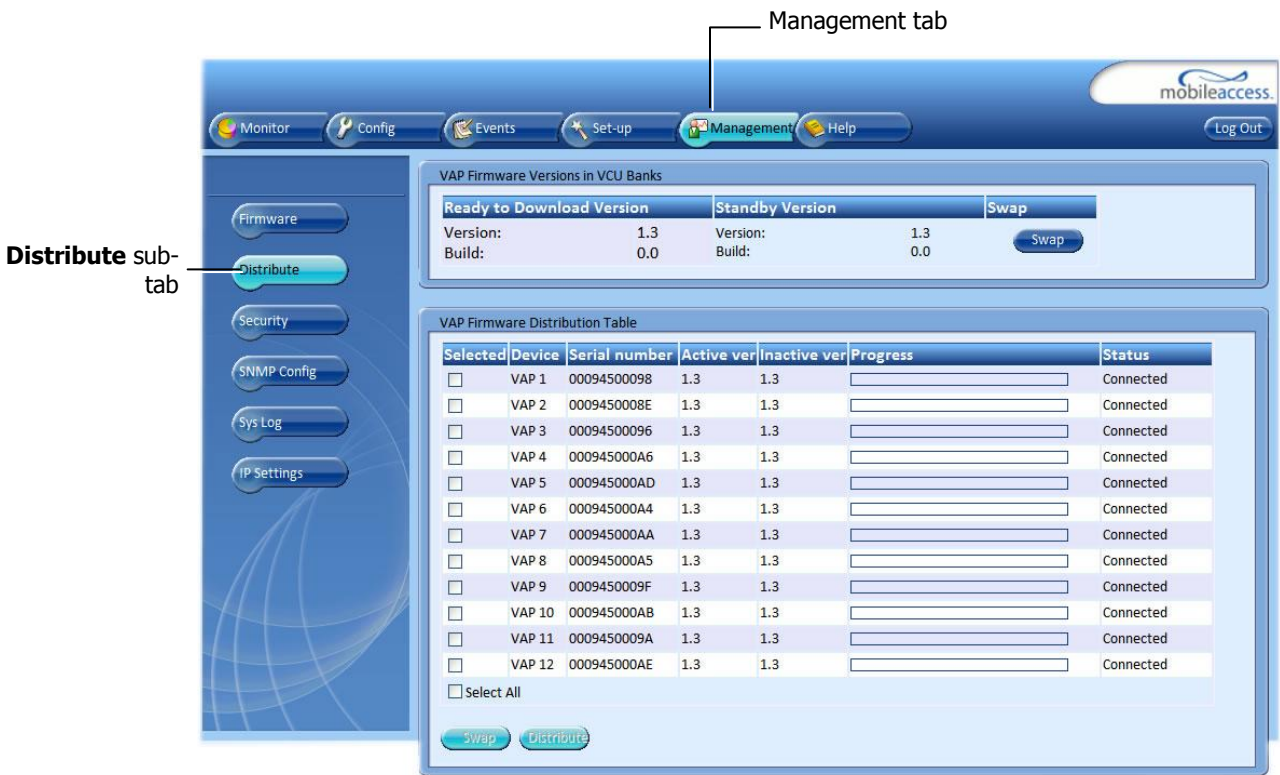 Management tab
mobileaccess.
Monitor Config Events Set-up Management Help Log Out
Firmware
Distribute
Security
SNMP Config
Sys Log
IP Settings
Distribute sub-
tab
VAP Firmware Versions in VCU Banks
Ready to Download Version Standby Version Swap
Version: 1.3 Version: 1.3 Swap
Build: 0.0 Build: 0.0
VAP Firmware Distribution Table
Selected Device Serial number Active ver Inactive ver Progress Status
VAP 1 00094500098 1.3 1.3 Connected
VAP 2 0009450008E 1.3 1.3 Connected
VAP 3 00094500096 1.3 1.3 Connected
VAP 4 000945000A6 1.3 1.3 Connected
VAP 5 000945000AD 1.3 1.3 Connected
VAP 6 000945000A4 1.3 1.3 Connected
VAP 7 000945000AA 1.3 1.3 Connected
VAP 8 000945000A5 1.3 1.3 Connected
VAP 9 0009450009F 1.3 1.3 Connected
VAP 10 000945000AB 1.3 1.3 Connected
VAP 11 0009450009A 1.3 1.3 Connected
VAP 12 000945000AE 1.3 1.3 Connected
Select All
Swap Distribute